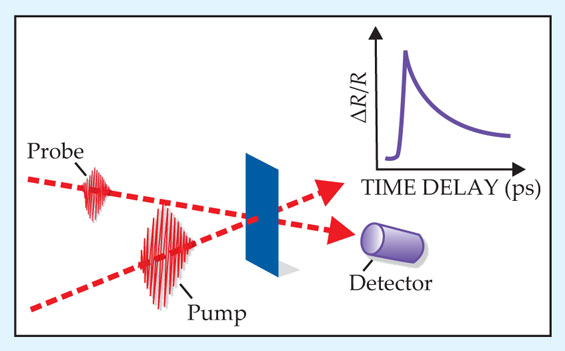 ΔR/R
Probe
TIME DELAY (ps)
Detector
Pump